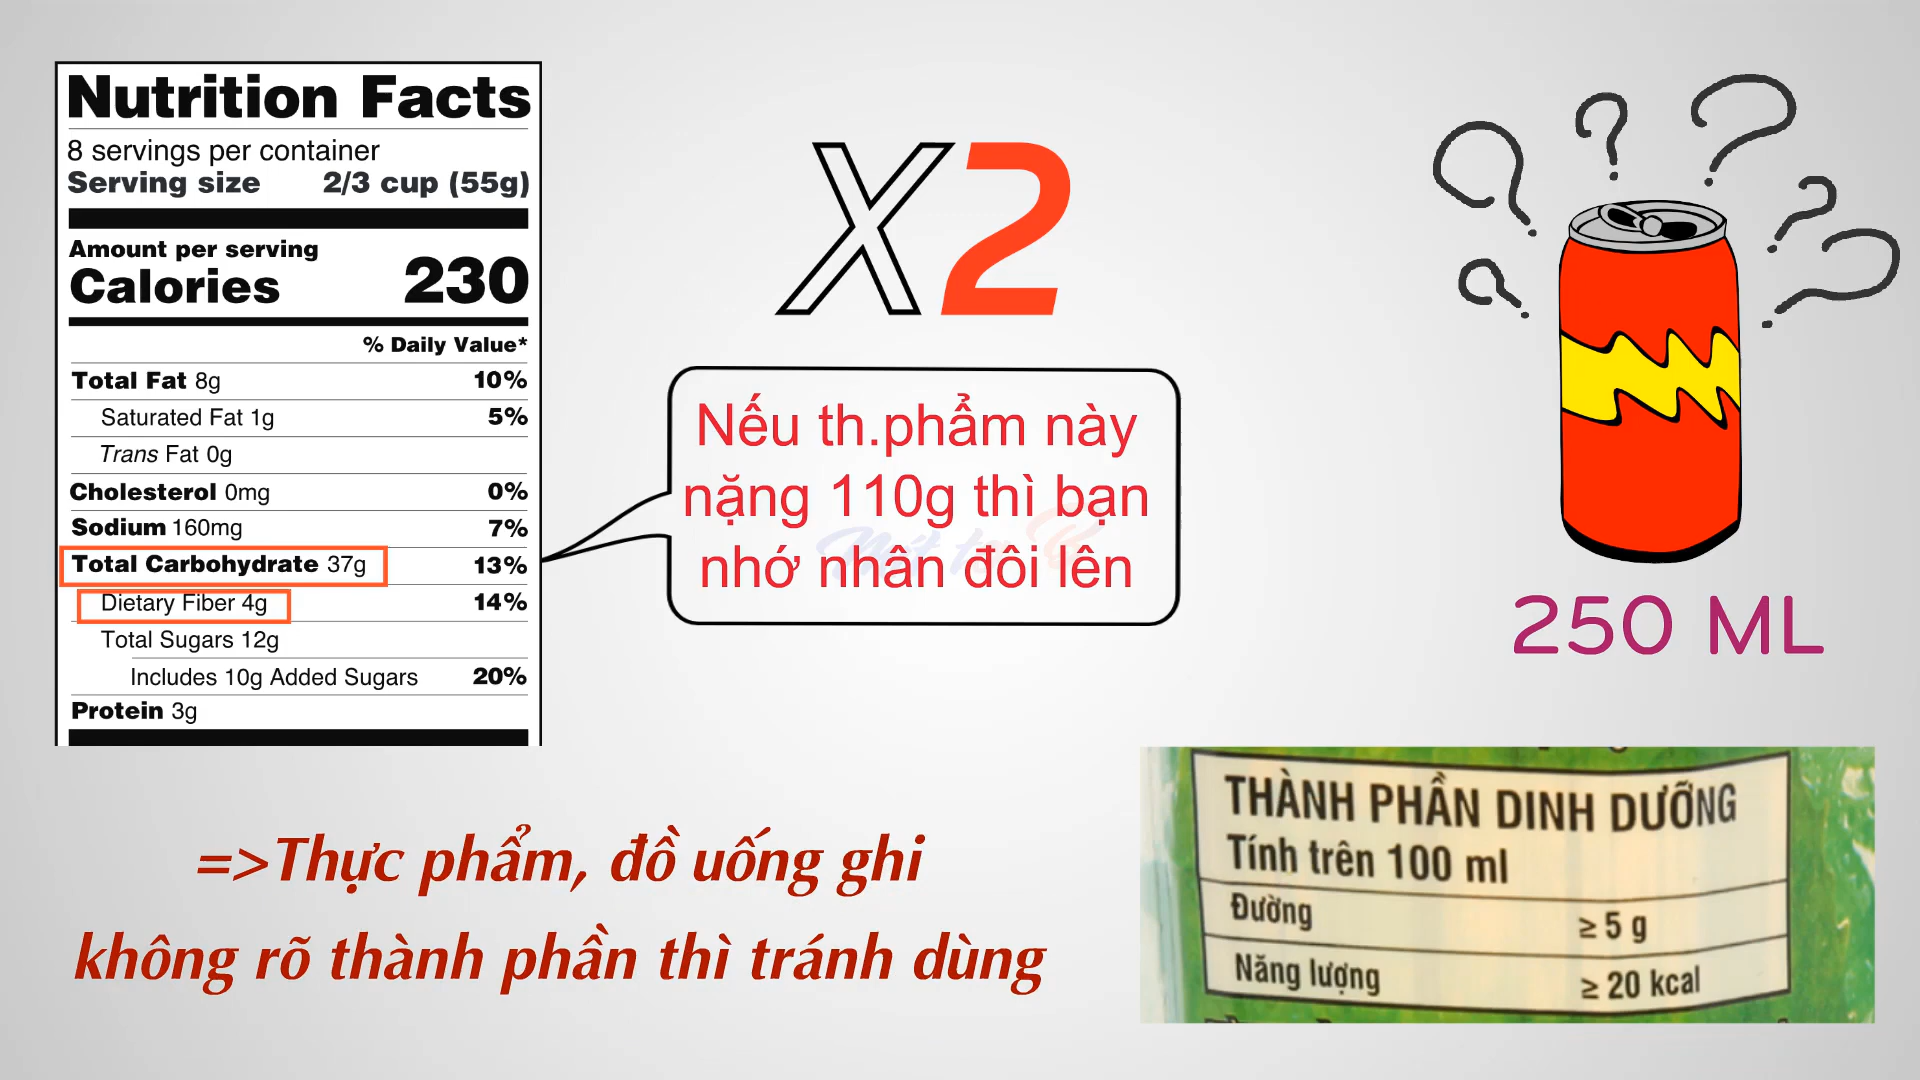 Nutrition Facts
8 servings per container
Serving size 2/3 cup (55g)
Amount per serving
Calories 230
% Daily Value*
Total Fat 8g 10%
Saturated Fat 1g 5%
Trans Fat 0g
Cholesterol 0mg 0%
Sodium 160mg 7%
Total Carbohydrate 37g 13%
Dietary Fiber 4g 14%
Total Sugars 12g
Includes 10g Added Sugars 20%
Protein 3g
X2
Nếu th.phẩm này
nặng 110g thì bạn
nhớ nhân đôi lên
250 ML
=>Thực phẩm, đồ uống ghi
không rõ thành phần thì tránh dùng
THÀNH PHẦN DINH DƯỠNG
Tính trên 100 ml
Đường ≥ 5 g
Năng lượng ≥ 20 kcal